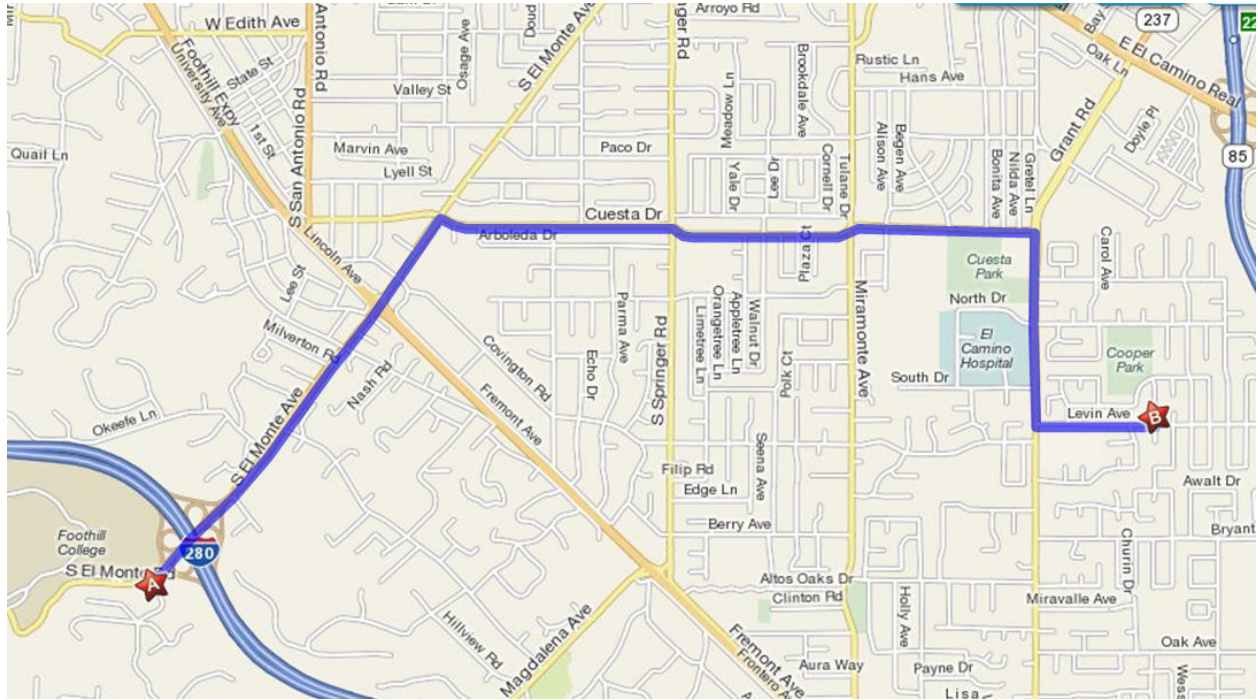 W Edith Ave
Antonio Rd
Osage Ave
S El Monte Ave
Arroyo Rd
237
Bay
Oak Ln
E El Camino Real
Foothill Expy
University Ave
State St
1st St
S San Antonio Rd
Valley St
Meadow Ln
Brookdale Ave
Rustic Ln
Hans Ave
Grant Rd
Doyle Pl
85
Quail Ln
Marvin Ave
Lyell St
Paco Dr
Yale Dr
Lee Dr
Cornell Dr
Tulane Dr
Alison Ave
Begen Ave
Bonita Ave
Nilda Ave
Gretel Ln
Cuesta Dr
Arboleda Dr
Plaza Ct
Lincoln Ave
Lee St
Cuesta
Park
Carol Ave
North Dr
Milverton Rd
Nash Rd
Covington Rd
Parma Ave
Echo Dr
S Springer Rd
Limetree Ln
Orangetree Ln
Appletree Ln
Walnut Dr
Polk Ct
Miramonte Ave
El
Camino
Hospital
Cooper
Park
South Dr
Fremont Ave
Okeefe Ln
S El Monte Ave
Levin Ave
B
Filip Rd
Edge Ln
Seena Ave
Berry Ave
Awalt Dr
Bryant
Churin Dr
Foothill
College
280
S El Monte Rd
A
Altos Oaks Dr
Clinton Rd
Holly Ave
Miravalle Ave
Hillview Rd
Magdalena Ave
Fremont Ave
Frontero Ave
Aura Way
Payne Dr
Oak Ave
Lisa
Wess